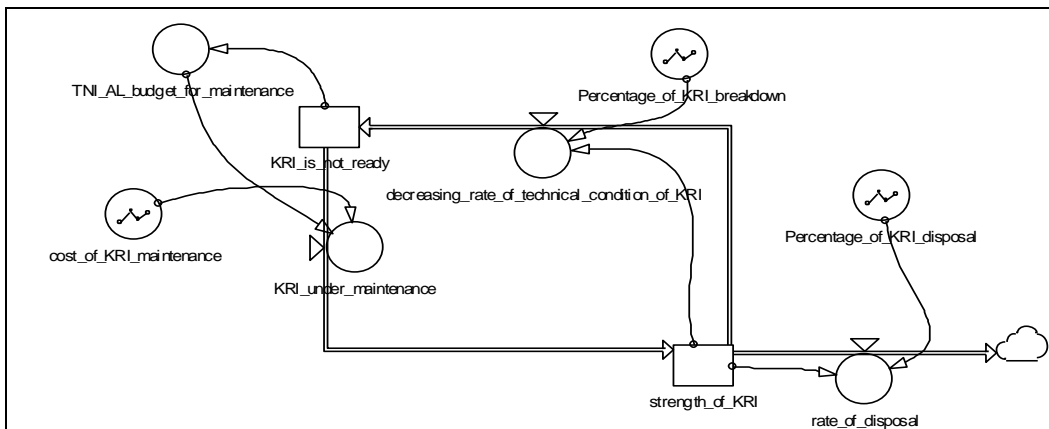 TNI_AL_budget_for_maintenance
Percentage_of_KRI_breakdown
KRI_is_not_ready
decreasing_rate_of_technical_condition_of_KRI
Percentage_of_KRI_disposal
cost_of_KRI_maintenance
KRI_under_maintenance
strength_of_KRI
rate_of_disposal